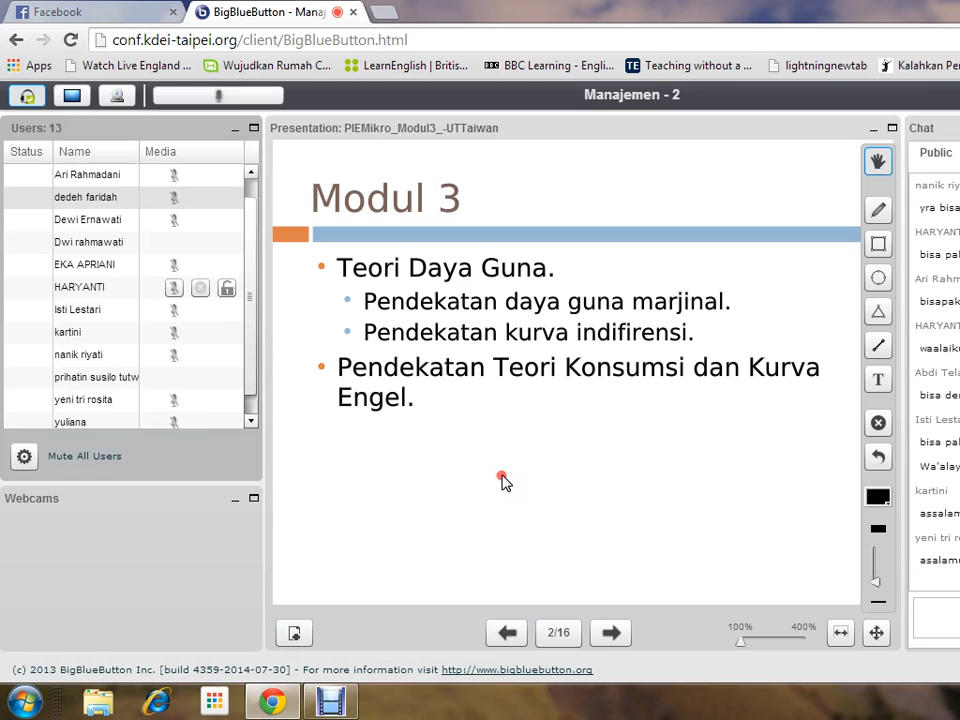 Facebook
BigBlueButton - Manaj
conf.kdei-taipei.org/client/BigBlueButton.html
Apps
Watch Live England ...
Wujudkan Rumah C...
LearnEnglish | Britis...
BBC BBC Learning - Engli...
TE Teaching without a ...
lightningnewtab
Kalahkan Pe
Manajemen - 2
Users: 13
Status Name Media
Ari Rahmadani
dedeh faridah
Dewi Ernawati
Dwi rahmawati
EKA APRIANI
HARYANTI
Isti Lestari
kartini
nanik riyati
prihatin susilo tutw
yeni tri rosita
yuliana
Mute All Users
Webcams
Presentation: PIEMikro_Modul3_-UTTaiwan
Modul 3
• Teori Daya Guna.
• Pendekatan daya guna marjinal.
• Pendekatan kurva indifirensi.
• Pendekatan Teori Konsumsi dan Kurva
Engel.
T
2/16
100% 400%
Chat
Public
nanik riy
yra bisa
HARYANT
bisa pal
Ari Rahm
bisapak
HARYANT
waalaik
Abdi Tela
bisa der
Isti Lesta
bisa pal
Wa'alay
kartini
assalam
yeni tri ro
asalamu
(c) 2013 BigBlueButton Inc. [build 4359-2014-07-30] - For more information visit http://www.bigbluebutton.org